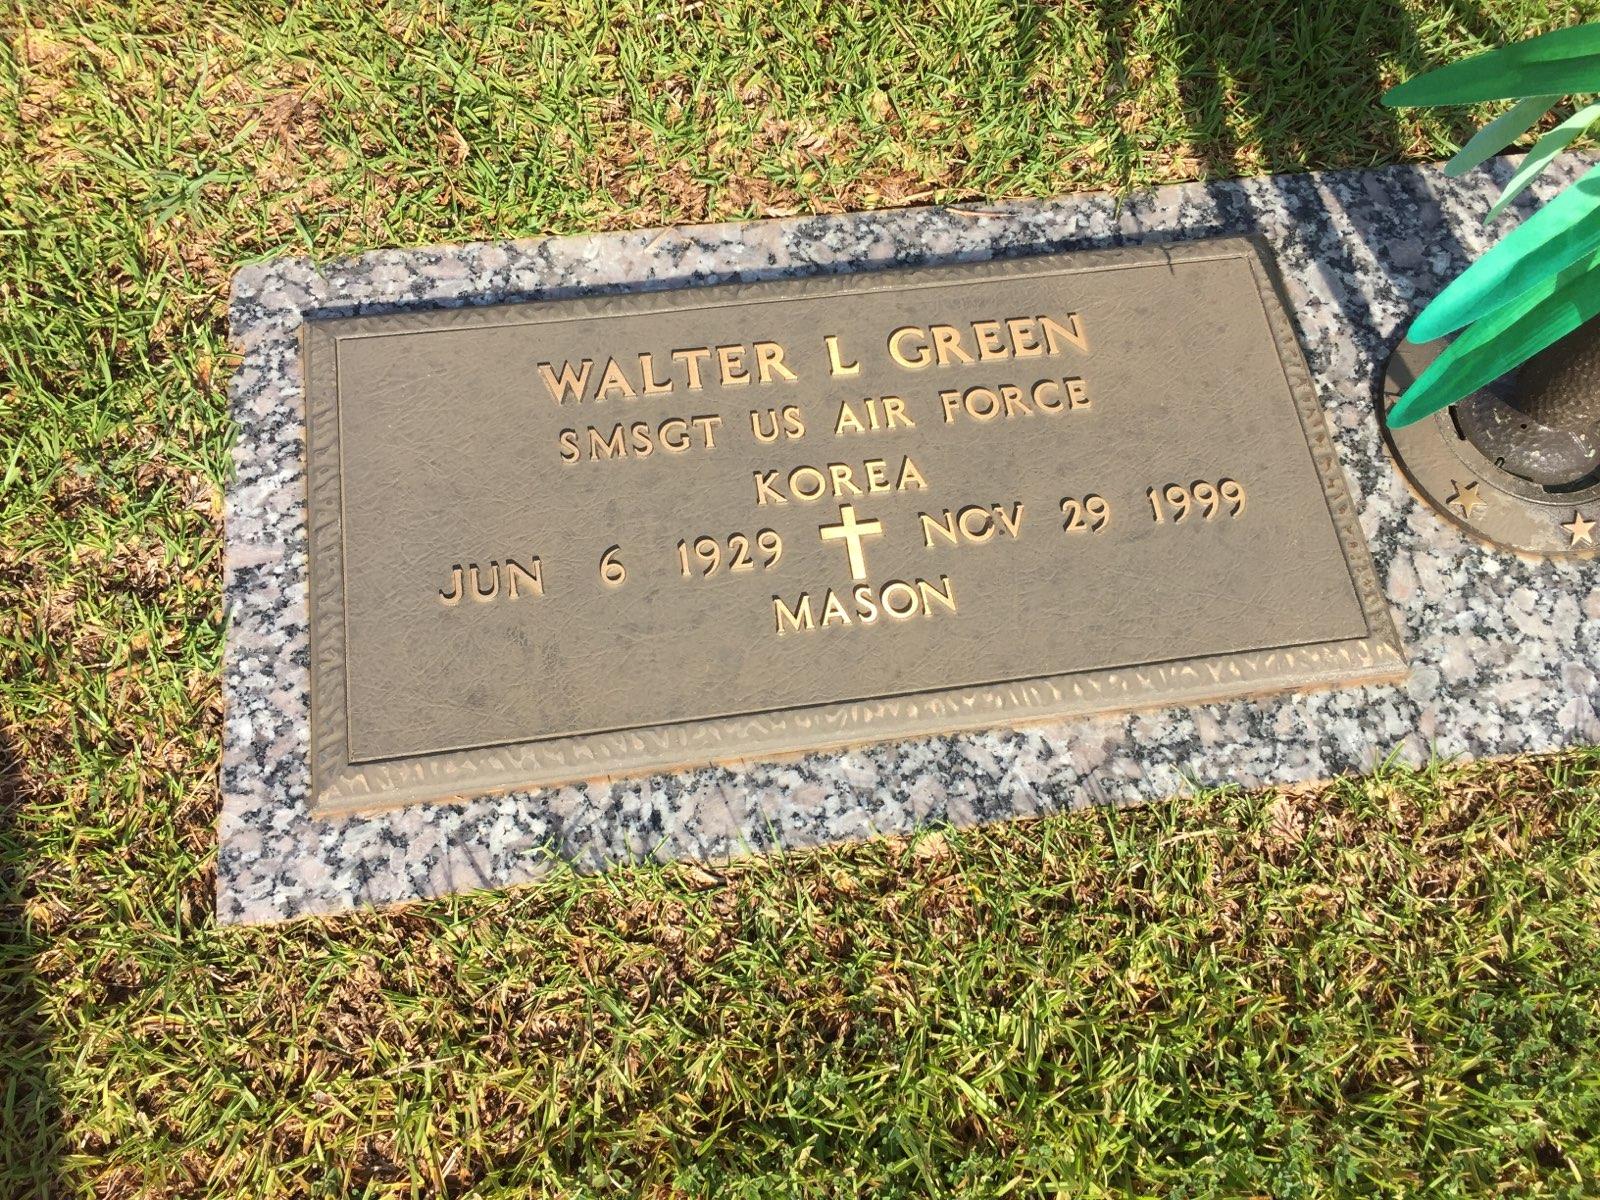 WALTER L GREEN
SMSGT US AIR FORCE
KOREA
JUN 6 1929 NOV 29 1999
MASON